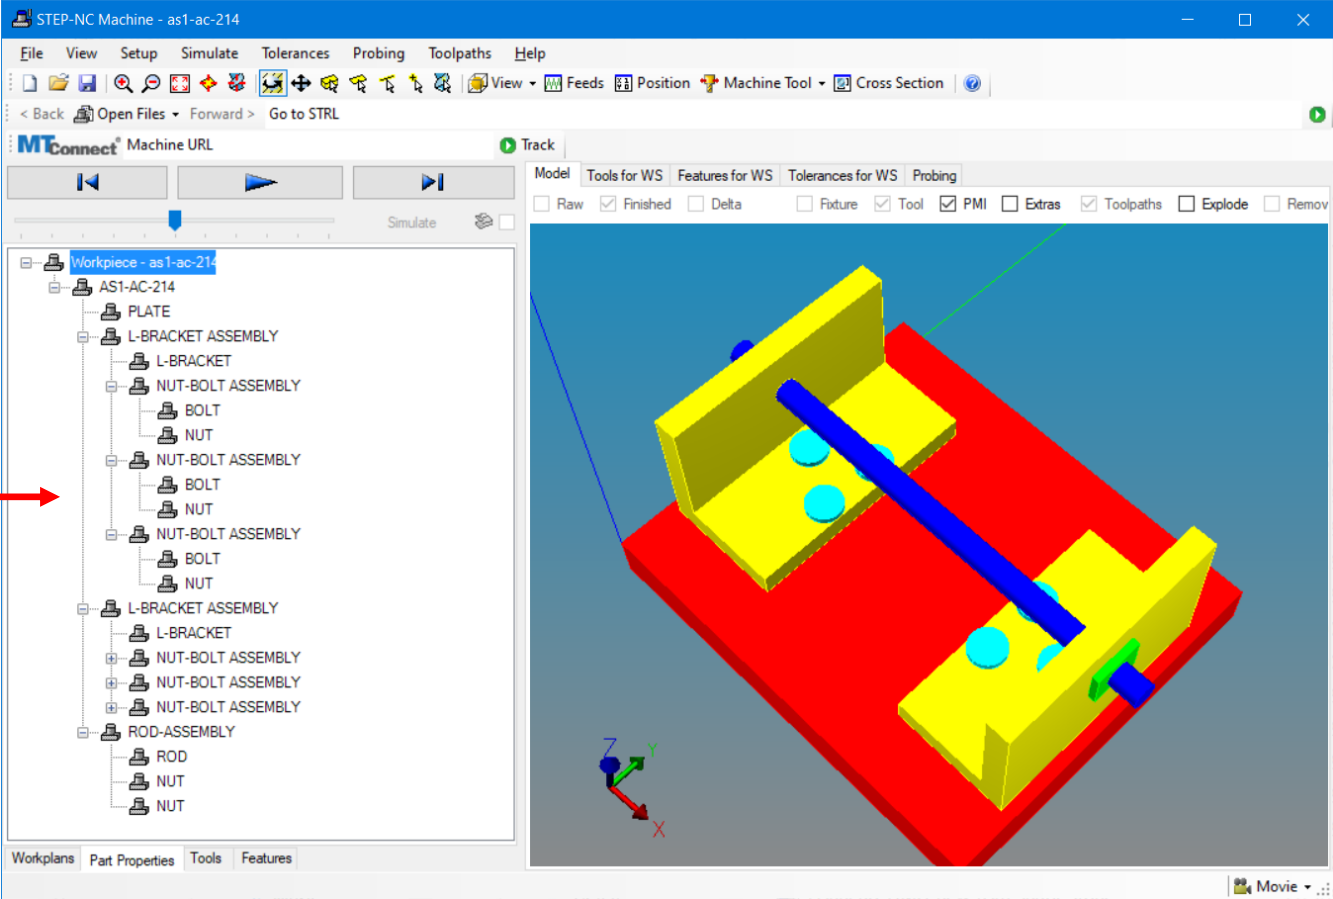 STEP-NC Machine - as1-ac-214
File View Setup Simulate Tolerances Probing Toolpaths Help
View Feeds Position Machine Tool Cross Section
< Back Open Files Forward > Go to STRL
MTConnect® Machine URL Track
Model Tools for WS Features for WS Tolerances for WS Probing
Raw Finished Delta Fixture Tool PMI Extras Toolpaths Explode Remov
Simulate
Workpiece - as1-ac-214
AS1-AC-214
PLATE
L-BRACKET ASSEMBLY
L-BRACKET
NUT-BOLT ASSEMBLY
BOLT
NUT
NUT-BOLT ASSEMBLY
BOLT
NUT
NUT-BOLT ASSEMBLY
BOLT
NUT
L-BRACKET ASSEMBLY
L-BRACKET
NUT-BOLT ASSEMBLY
NUT-BOLT ASSEMBLY
NUT-BOLT ASSEMBLY
ROD-ASSEMBLY
ROD
NUT
NUT
Z
Y
X
Workplans Part Properties Tools Features
Movie